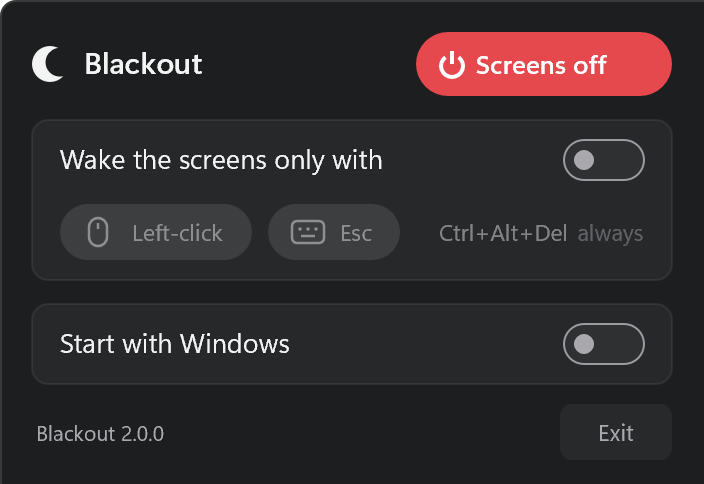 Blackout
Screens off
Wake the screens only with
Left-click
Esc
Ctrl+Alt+Del always
Start with Windows
Blackout 2.0.0
Exit